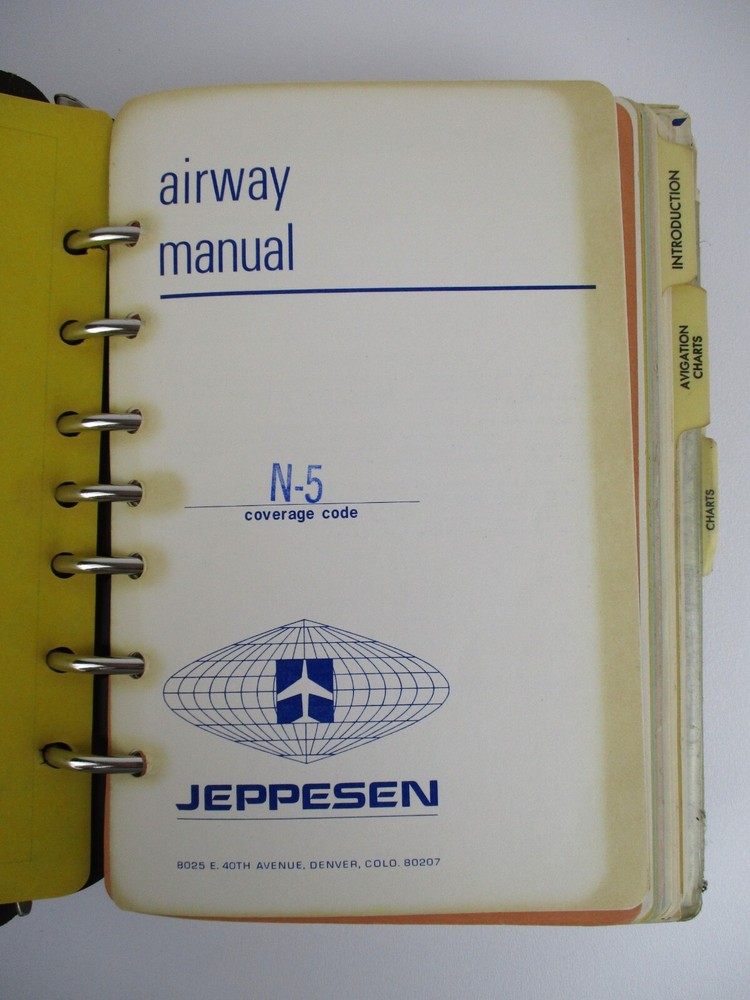 airway
manual
N-5
coverage code
JEPPESEN
8025 E. 40TH AVENUE, DENVER, COLO. 80207
INTRODUCTION
AVIGATION
CHARTS
CHARTS